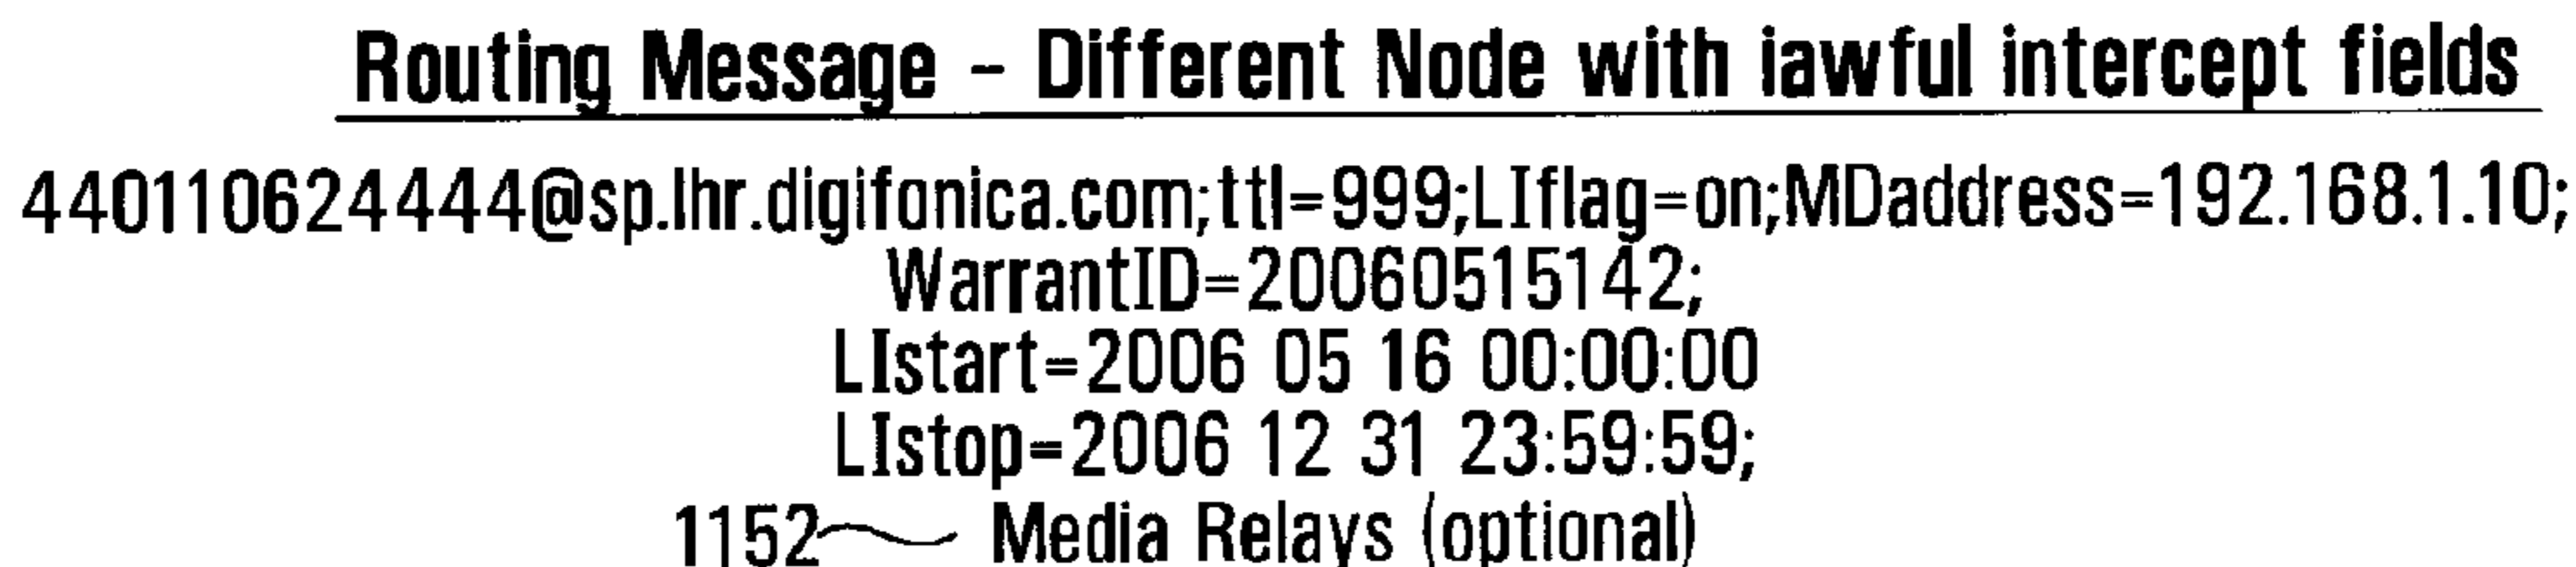 Routing Message – Different Node with iawful intercept fields
440110624444@sp.lhr.digifonica.com;ttl=999;LIflag=on;MDaddress=192.168.1.10;
WarrantID=20060515142;
LIstart=2006 05 16 00:00:00
LIstop=2006 12 31 23:59:59;
1152 Media Relays (optional)